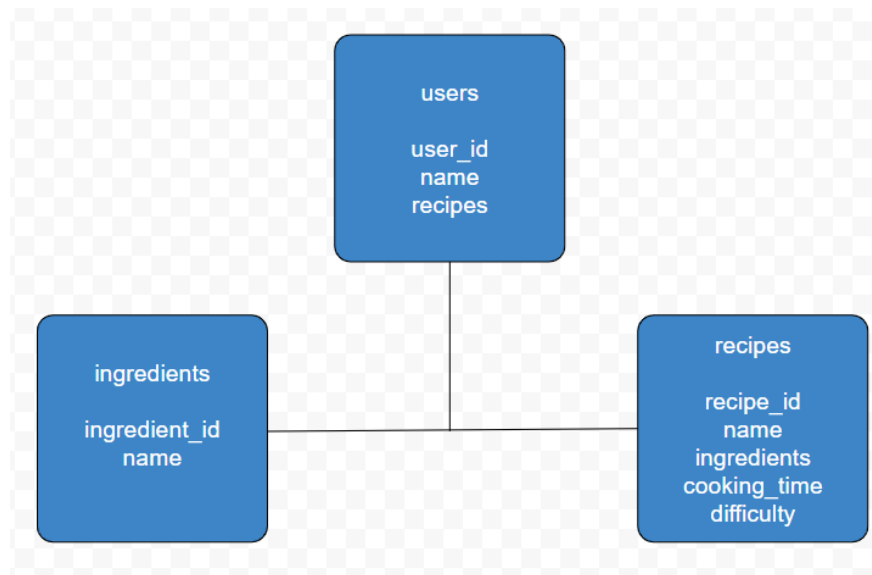 users
user_id
name
recipes
ingredients
ingredient_id
name
recipes
recipe_id
name
ingredients
cooking_time
difficulty